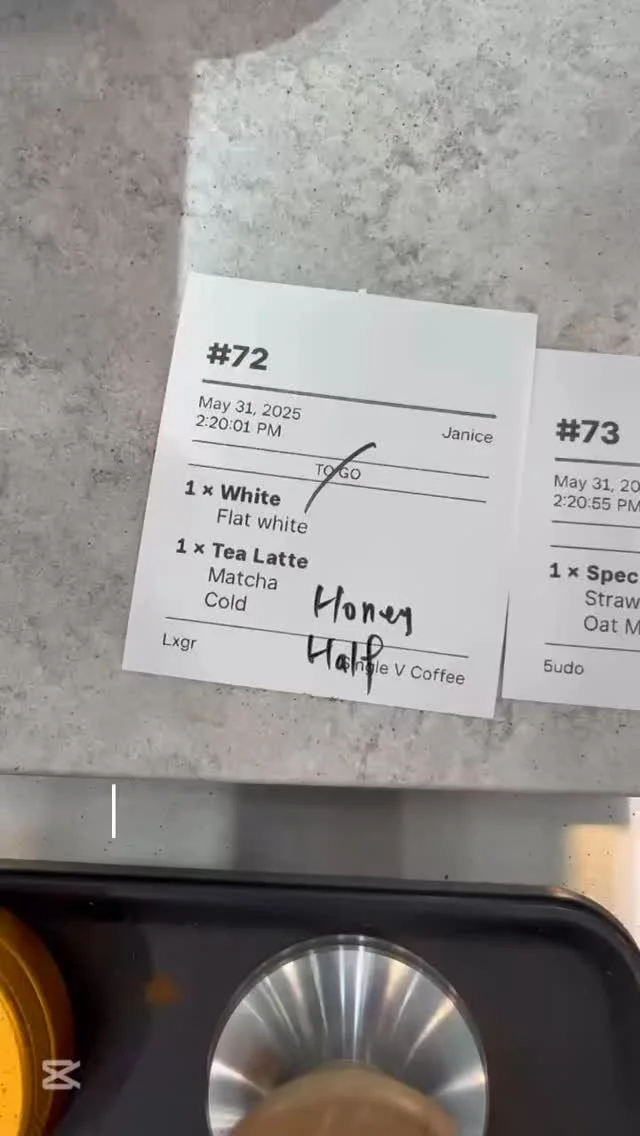 #72
May 31, 2025
2:20:01 PM
Janice
TO GO
1 × White
Flat white
1 × Tea Latte
Matcha
Cold
Honey
Half
Lxgr
Single V Coffee
#73
May 31, 20
2:20:55 PM
1 × Spec
Straw
Oat M
5udo